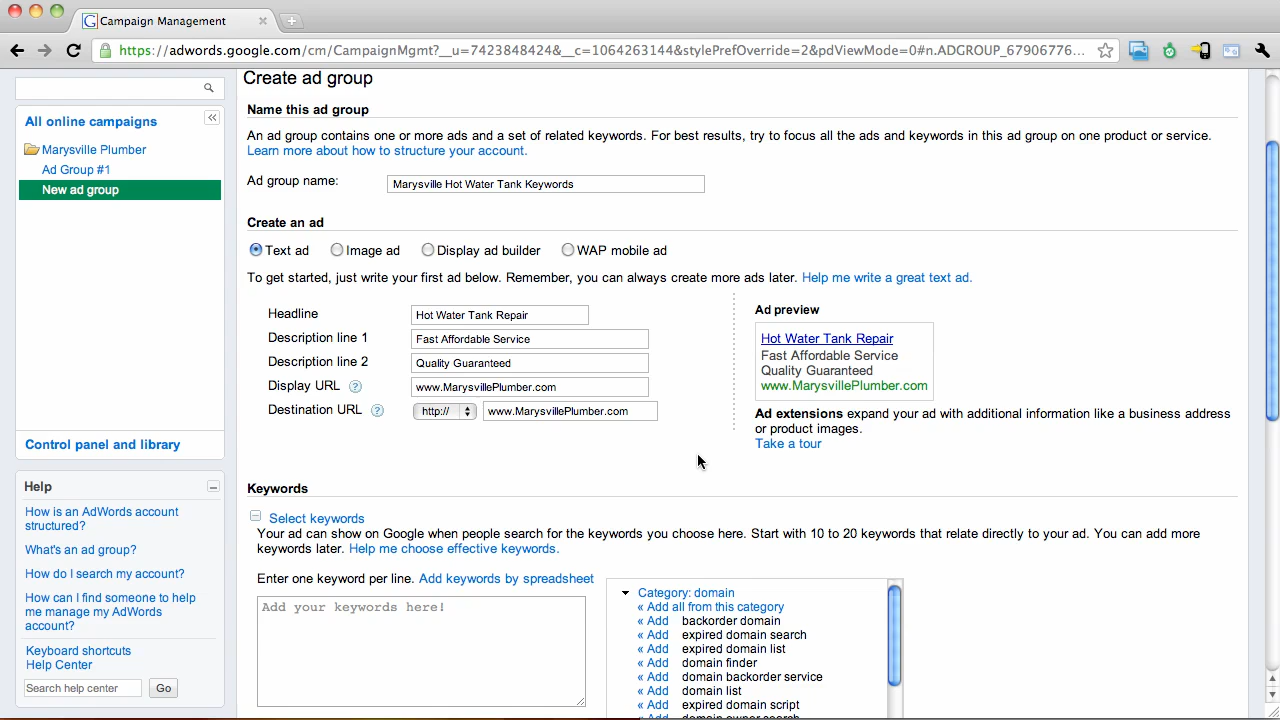 Campaign Management
https://adwords.google.com/cm/CampaignMgmt?__u=7423848424&__c=1064263144&stylePrefOverride=2&pdViewMode=0#n.ADGROUP_67906776...
Create ad group
Name this ad group
An ad group contains one or more ads and a set of related keywords. For best results, try to focus all the ads and keywords in this ad group on one product or service.
Learn more about how to structure your account.
Ad group name: Marysville Hot Water Tank Keywords
All online campaigns
Marysville Plumber
Ad Group #1
New ad group
Control panel and library
Help
How is an AdWords account
structured?
What's an ad group?
How do I search my account?
How can I find someone to help
me manage my AdWords
account?
Keyboard shortcuts
Help Center
Search help center Go
Create an ad
Text ad Image ad Display ad builder WAP mobile ad
To get started, just write your first ad below. Remember, you can always create more ads later. Help me write a great text ad.
Headline Hot Water Tank Repair
Description line 1 Fast Affordable Service
Description line 2 Quality Guaranteed
Display URL ? www.MarysvillePlumber.com
Destination URL ? http:// www.MarysvillePlumber.com
Ad preview
Hot Water Tank Repair
Fast Affordable Service
Quality Guaranteed
www.MarysvillePlumber.com
Ad extensions expand your ad with additional information like a business address
or product images.
Take a tour
Keywords
Select keywords
Your ad can show on Google when people search for the keywords you choose here. Start with 10 to 20 keywords that relate directly to your ad. You can add more
keywords later. Help me choose effective keywords.
Enter one keyword per line. Add keywords by spreadsheet
Add your keywords here!
Category: domain
« Add all from this category
« Add backorder domain
« Add expired domain search
« Add expired domain list
« Add domain finder
« Add domain backorder service
« Add domain list
« Add expired domain script
« Add domain owner search